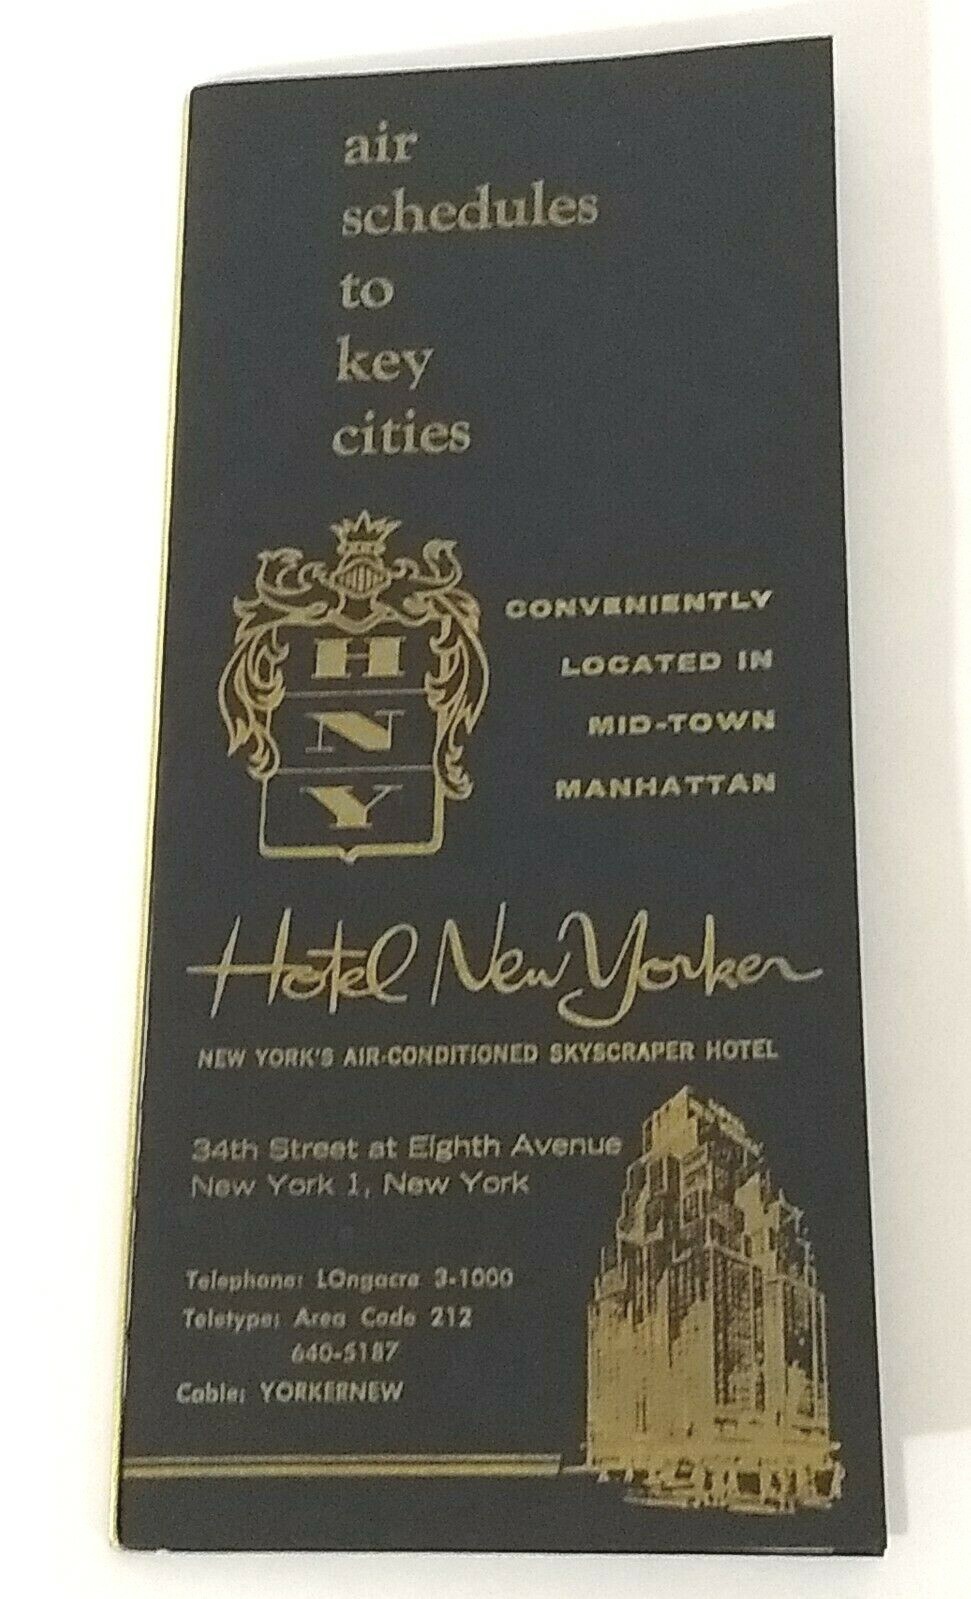 air
schedules
to
key
cities
H
N
Y
CONVENIENTLY
LOCATED IN
MID-TOWN
MANHATTAN
Hotel New Yorker
NEW YORK'S AIR-CONDITIONED SKYSCRAPER HOTEL
34th Street at Eighth Avenue
New York 1, New York
Telephone: LOngacre 3-1000
Teletype: Area Code 212
640-5187
Cable: YORKERNEW